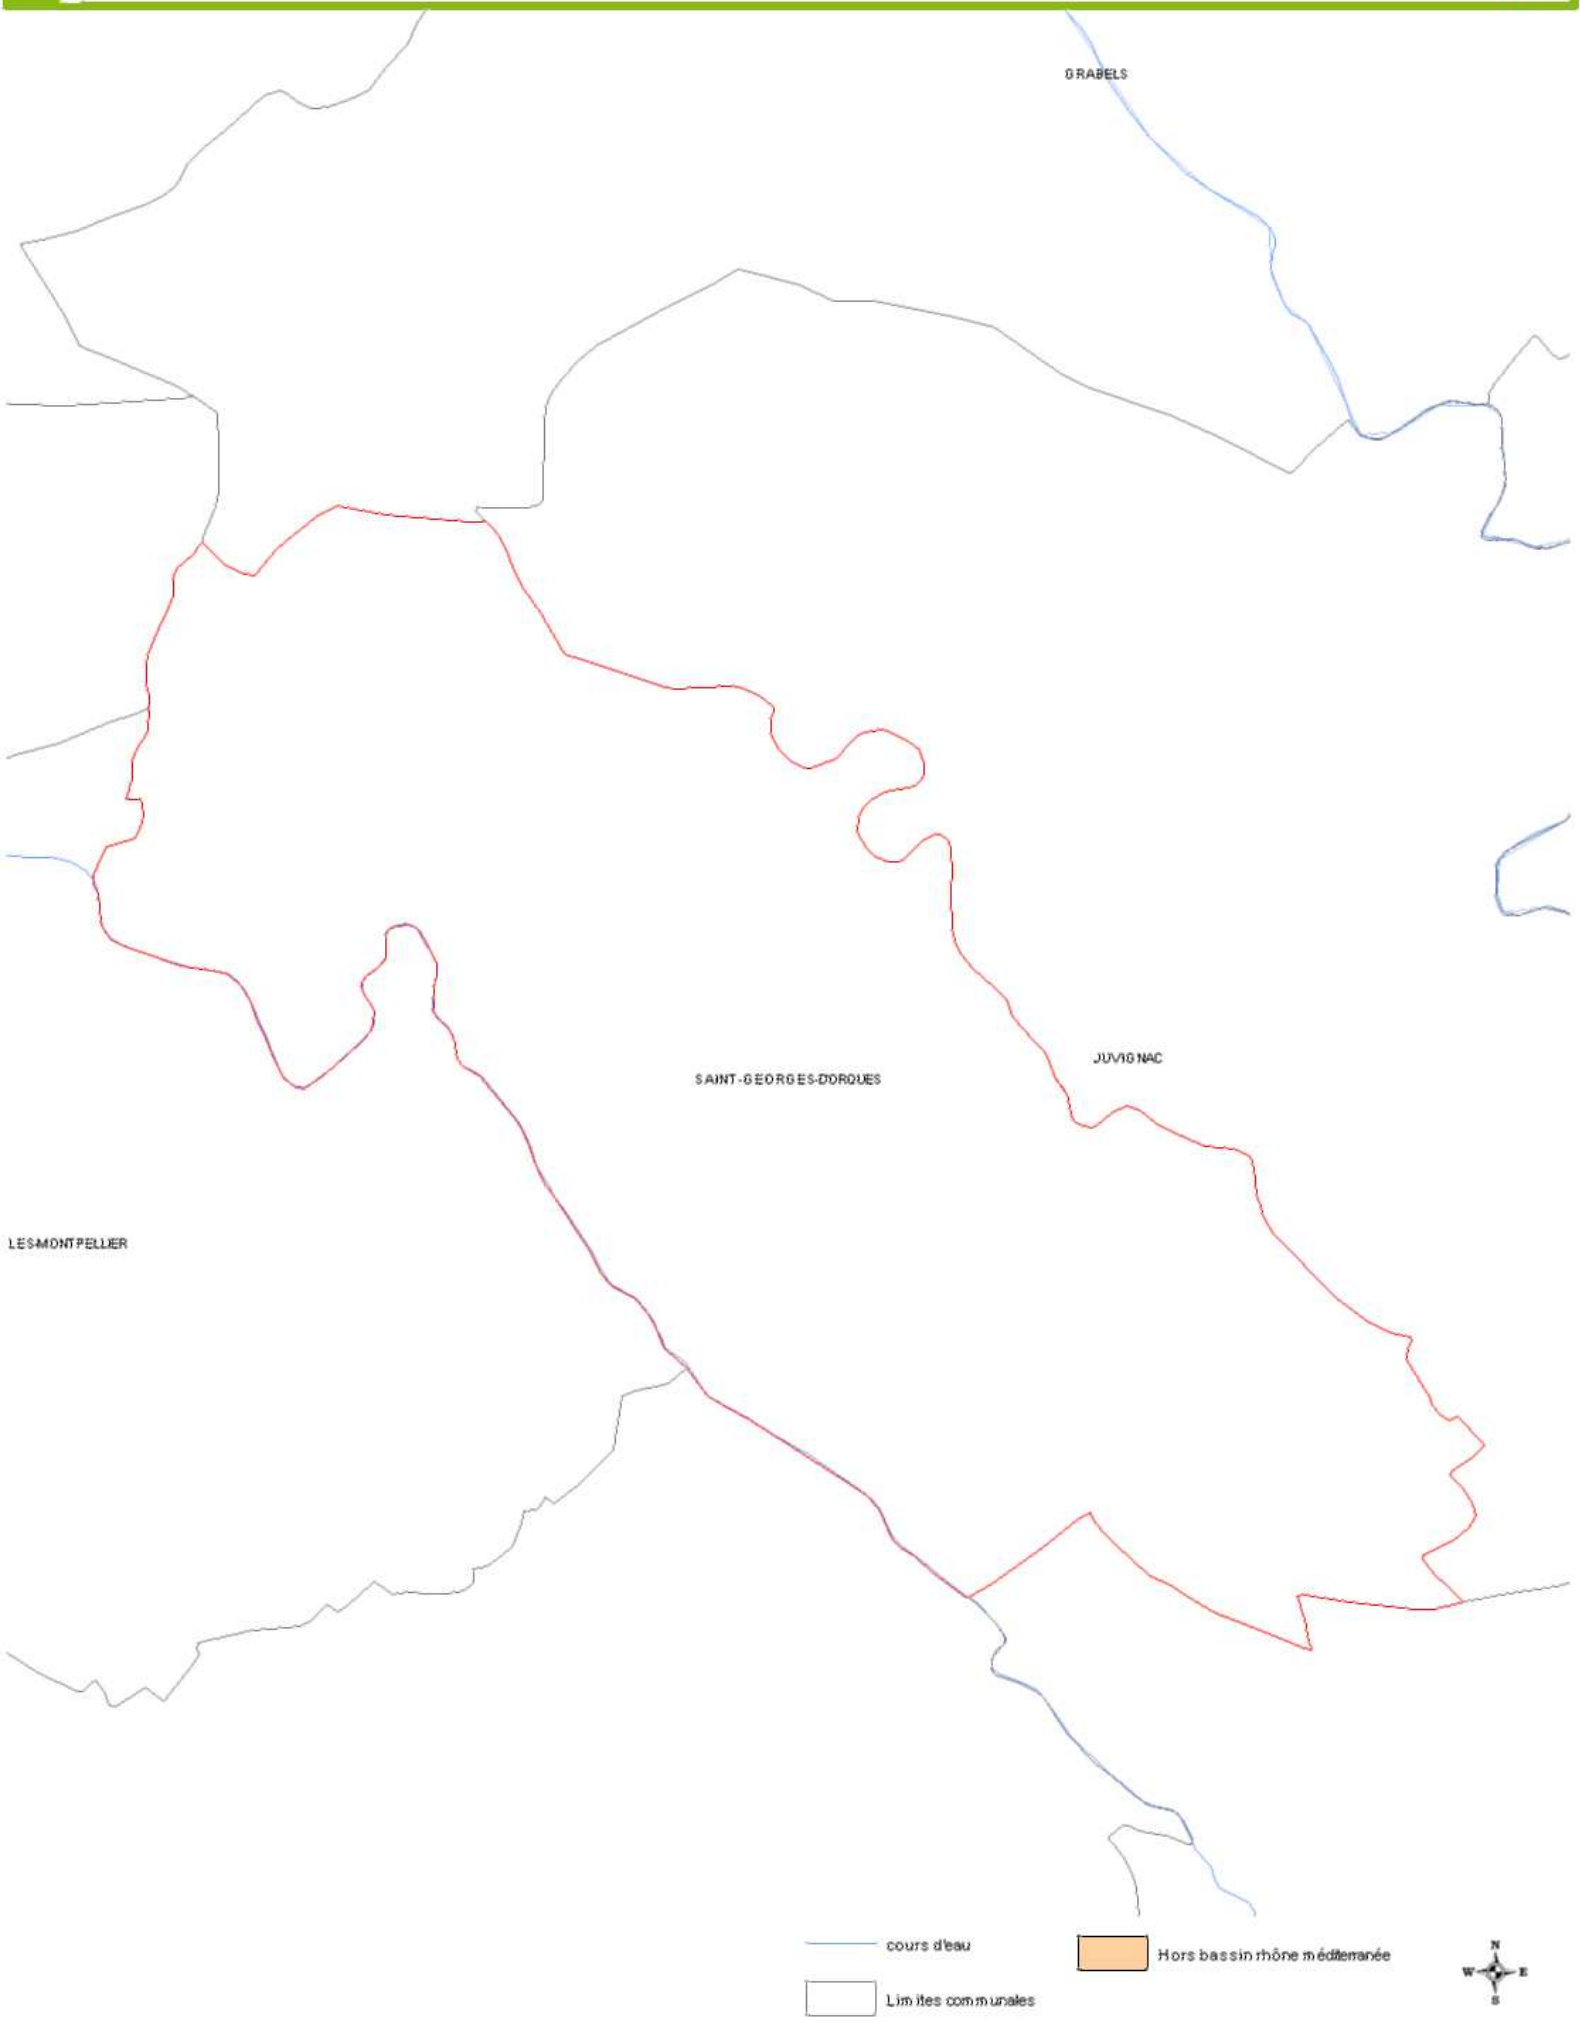 GRABELS
JUVIGNAC
SAINT-GEORGES-D'ORQUES
LES-MONTPELLIER
cours d'eau
Hors bassin rhône méditerranée
Limites communales
N
W E
S